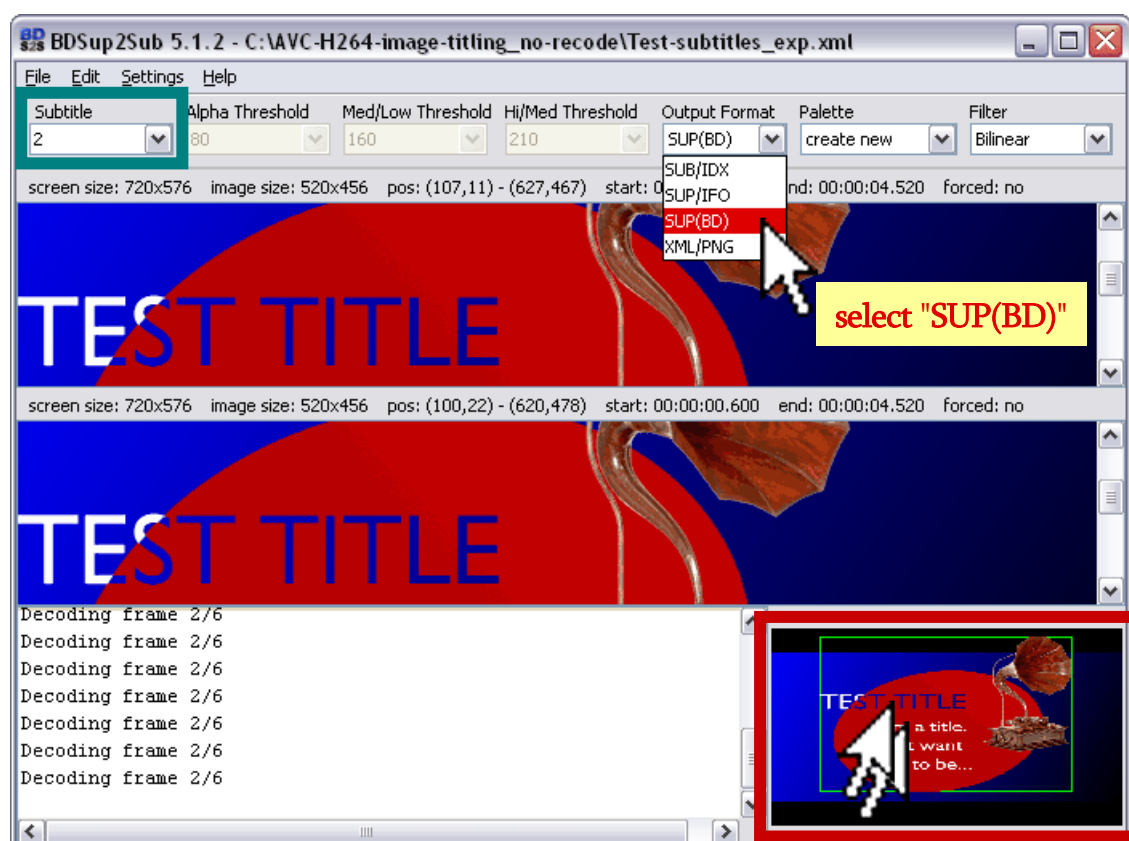 BD S2S BDSup2Sub 5.1.2 - C:\AVC-H264-image-titling_no-recode\Test-subtitles_exp.xml
File Edit Settings Help
Subtitle Alpha Threshold Med/Low Threshold Hi/Med Threshold Output Format Palette Filter
2 80 160 210 SUP(BD) create new Bilinear
SUB/IDX
SUP/IFO
SUP(BD)
XML/PNG
screen size: 720x576 image size: 520x456 pos: (107,11) - (627,467) start: 0 nd: 00:00:04.520 forced: no
select "SUP(BD)"
TEST TITLE
screen size: 720x576 image size: 520x456 pos: (100,22) - (620,478) start: 00:00:00.600 end: 00:00:04.520 forced: no
TEST TITLE
Decoding frame 2/6
Decoding frame 2/6
Decoding frame 2/6
Decoding frame 2/6
Decoding frame 2/6
Decoding frame 2/6
Decoding frame 2/6
TEST TITLE
a title.
want
to be...